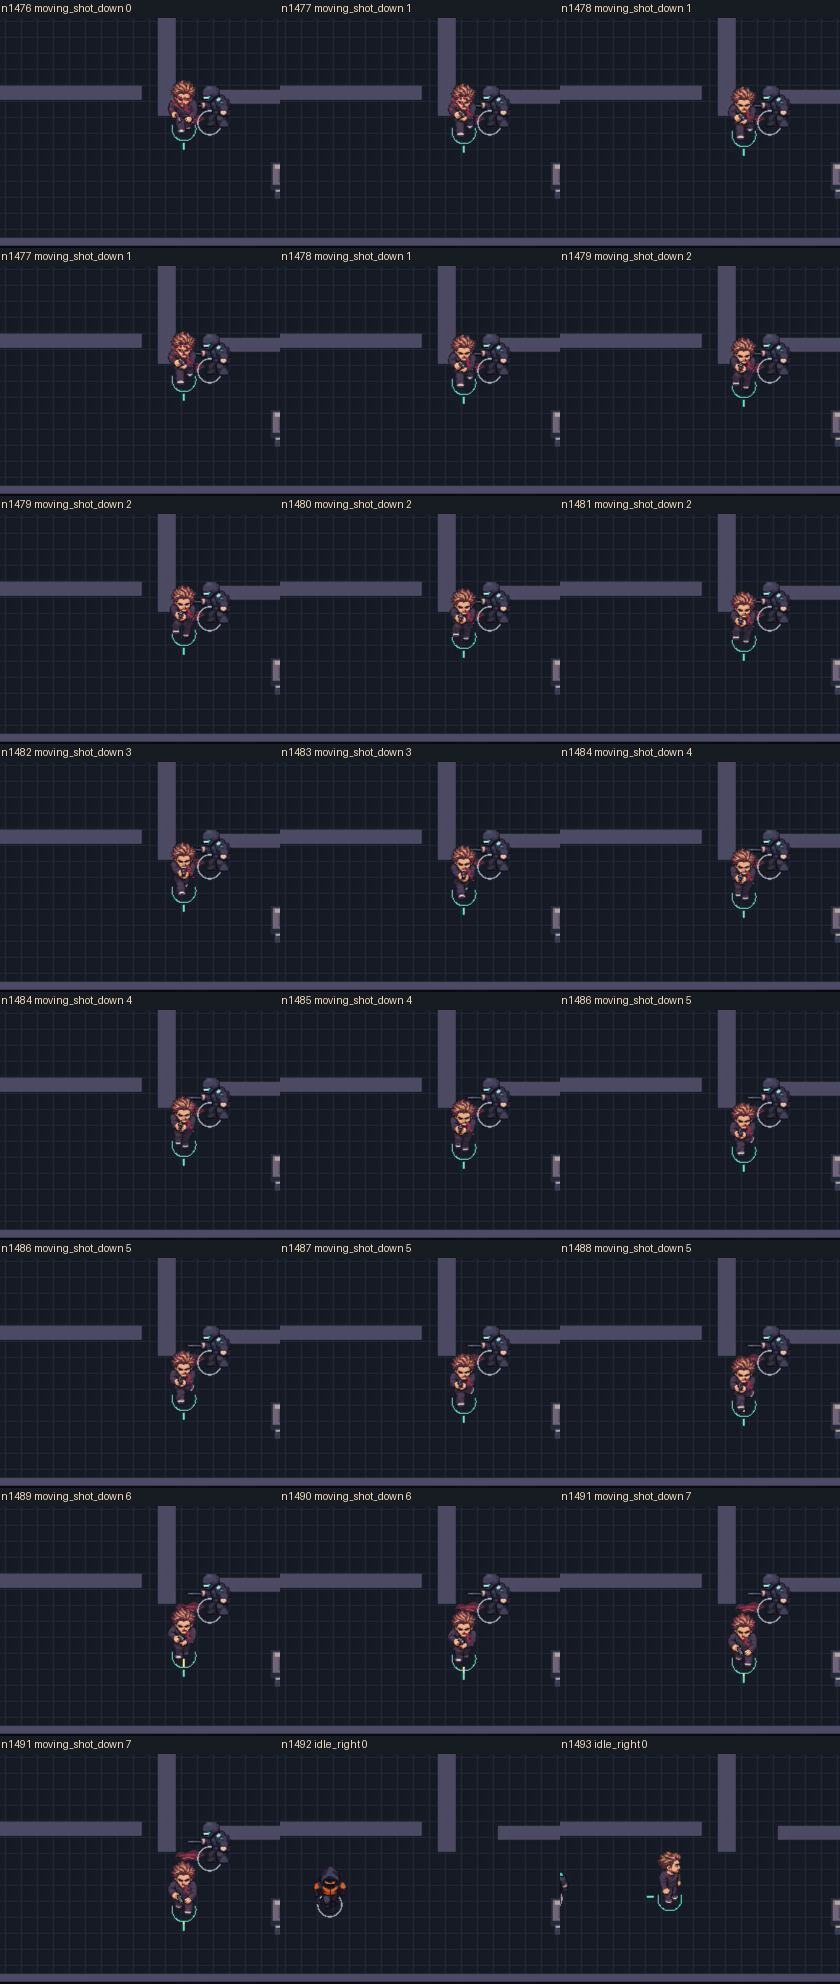 n1476 moving_shot_down 0
n1477 moving_shot_down 1
n1478 moving_shot_down 1
n1477 moving_shot_down 1
n1478 moving_shot_down 1
n1479 moving_shot_down 2
n1479 moving_shot_down 2
n1480 moving_shot_down 2
n1481 moving_shot_down 2
n1482 moving_shot_down 3
n1483 moving_shot_down 3
n1484 moving_shot_down 4
n1484 moving_shot_down 4
n1485 moving_shot_down 4
n1486 moving_shot_down 5
n1486 moving_shot_down 5
n1487 moving_shot_down 5
n1488 moving_shot_down 5
n1489 moving_shot_down 6
n1490 moving_shot_down 6
n1491 moving_shot_down 7
n1491 moving_shot_down 7
n1492 idle_right 0
n1493 idle_right 0